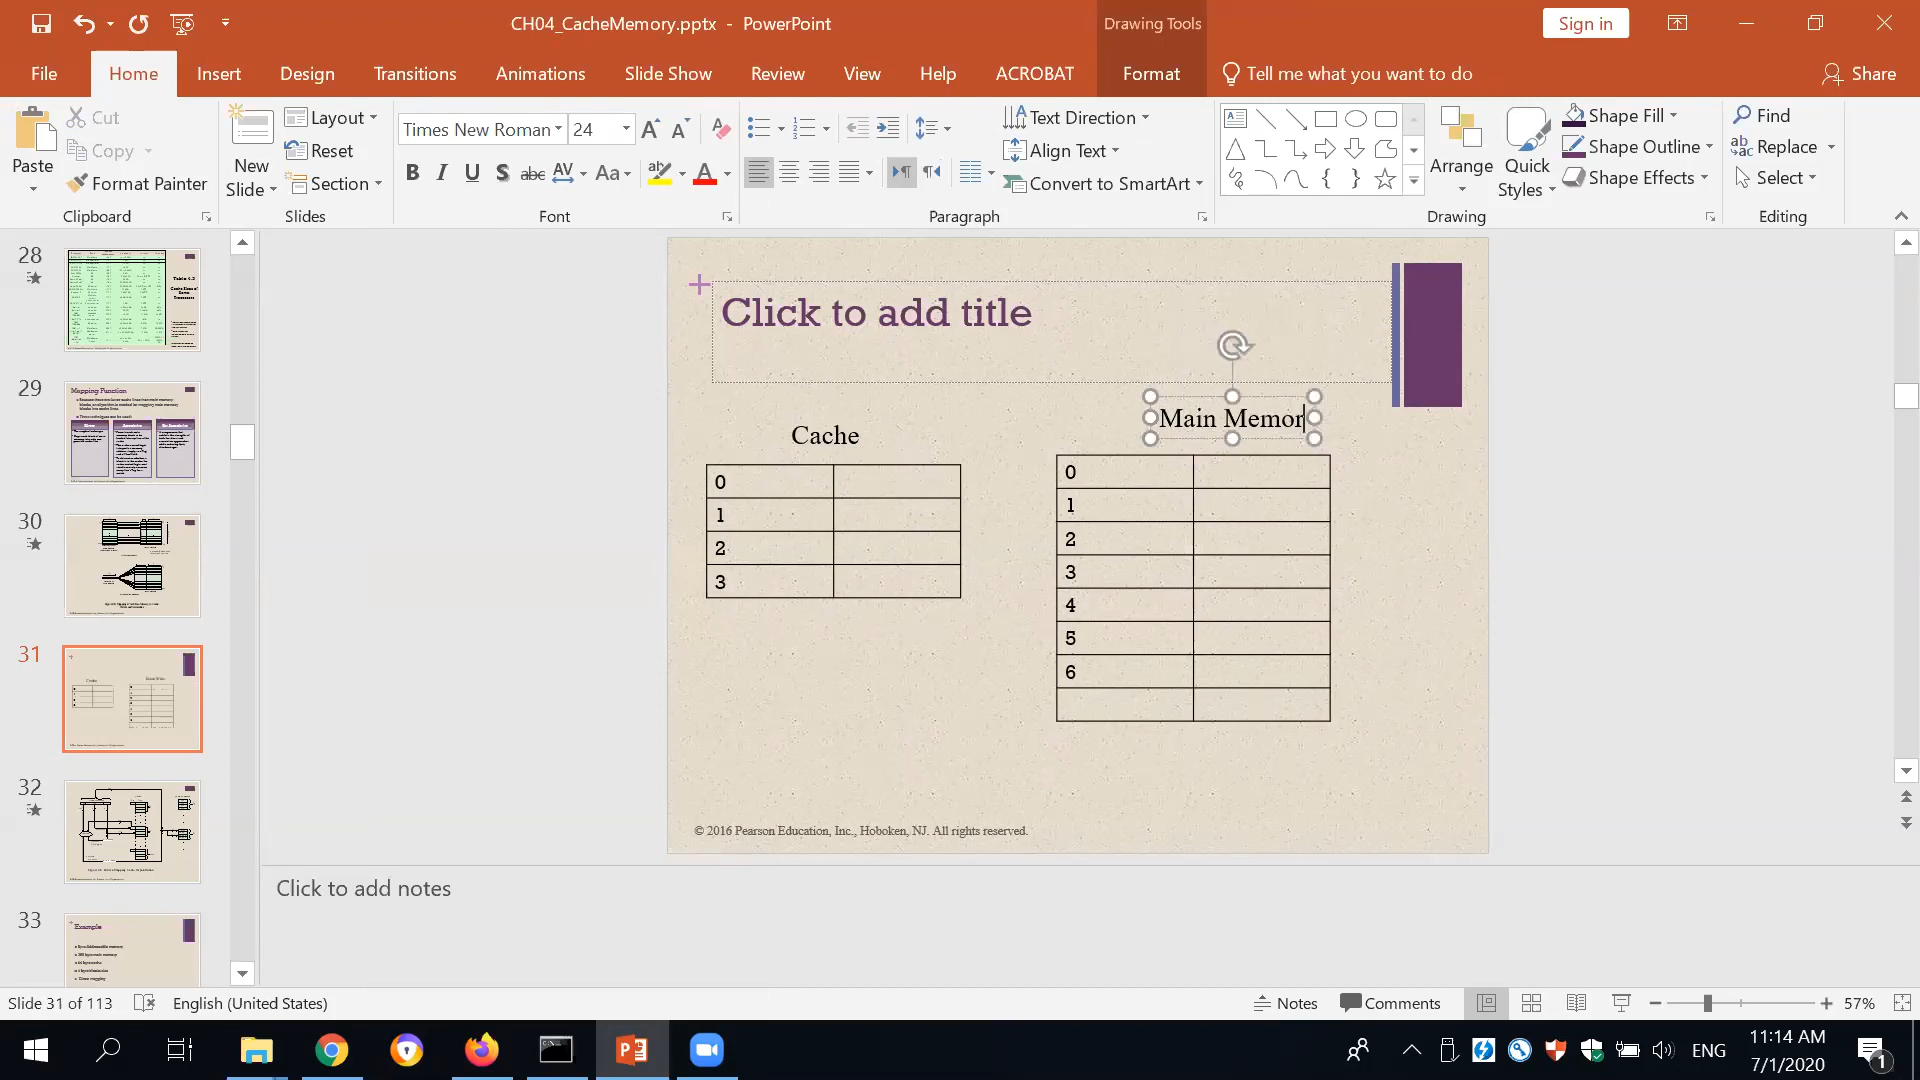 CH04_CacheMemory.pptx - PowerPoint
Drawing Tools
Sign in
File
Home
Insert
Design
Transitions
Animations
Slide Show
Review
View
Help
ACROBAT
Format
Tell me what you want to do
Share
Paste
Cut
Copy
Format Painter
Clipboard
New Slide
Layout
Reset
Section
Slides
Times New Roman
24
Font
Text Direction
Align Text
Convert to SmartArt
Paragraph
Arrange
Quick Styles
Shape Fill
Shape Outline
Shape Effects
Drawing
Find
Replace
Select
Editing
28
29
Mapping Function
30
31
32
33
Example
Click to add title
Cache
0
1
2
3
Main Memor
0
1
2
3
4
5
6
© 2016 Pearson Education, Inc., Hoboken, NJ. All rights reserved.
Click to add notes
Slide 31 of 113
English (United States)
Notes
Comments
57%
ENG
11:14 AM
7/1/2020
1